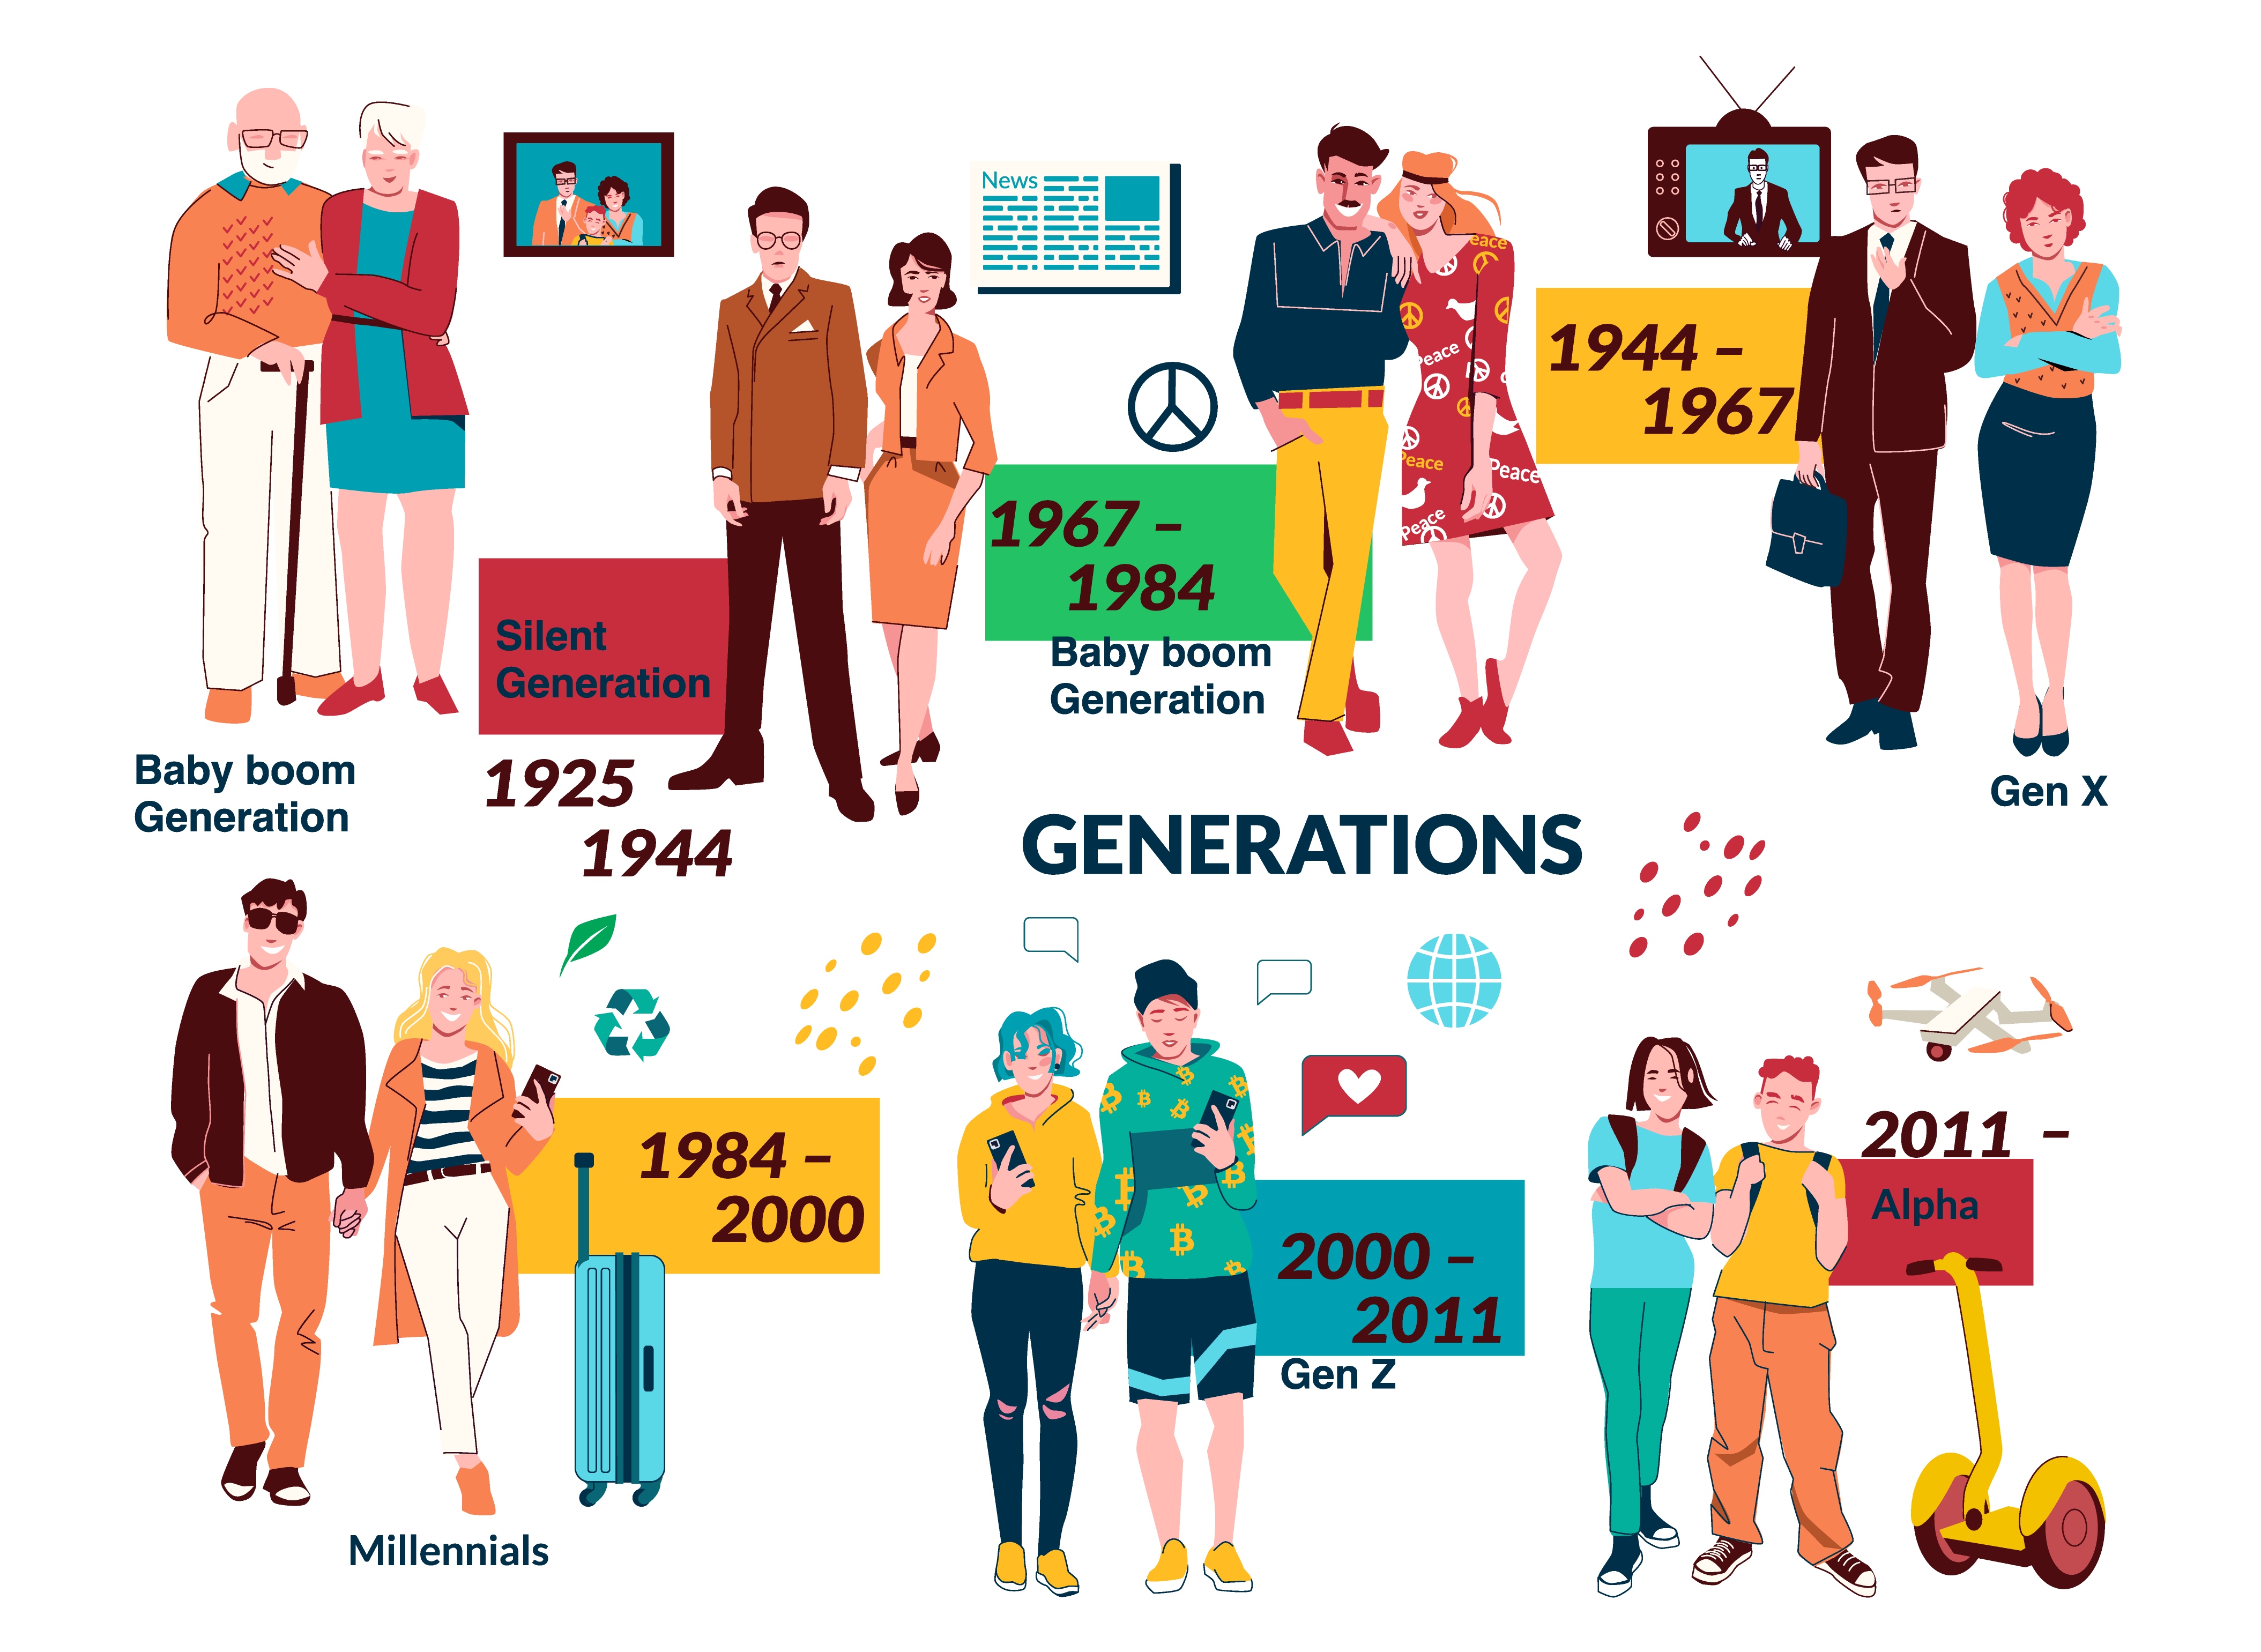 News
eace
Peace
Peace
Peace
Peace
1944 –
1967
1967 –
1984
Silent
Generation
Baby boom
Generation
Baby boom
Generation
1925
1944
Gen X
GENERATIONS
1984 –
2000
2011 –
Alpha
2000 –
2011
Gen Z
Millennials